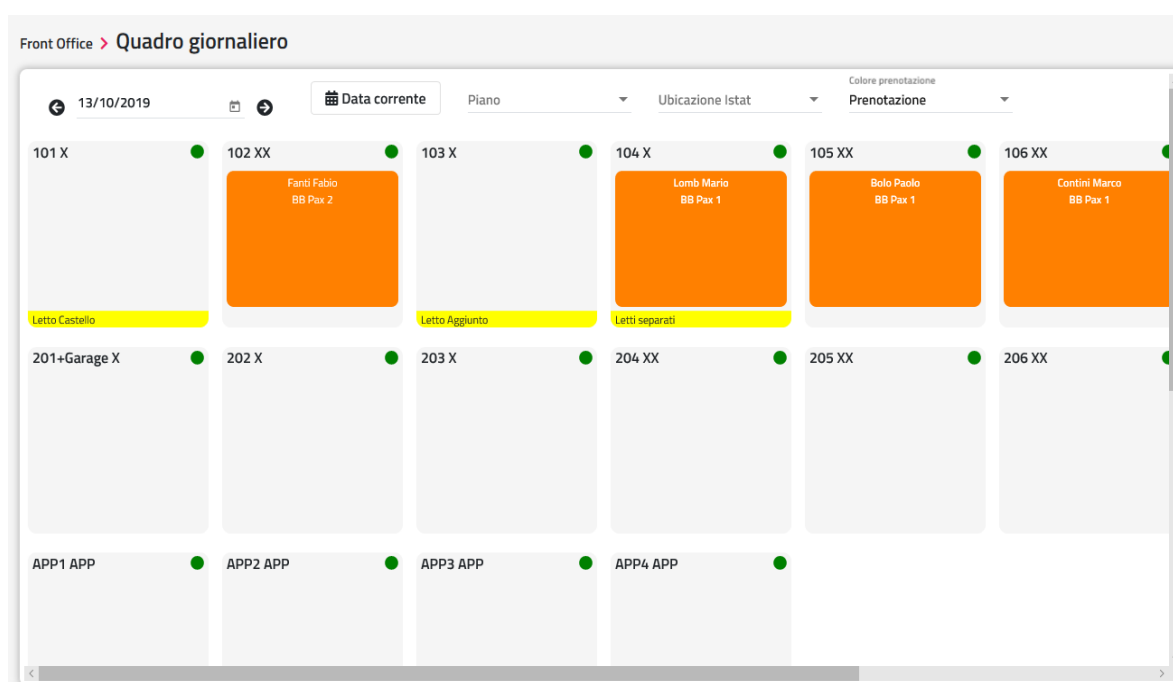 Front Office > Quadro giornaliero
Colore prenotazione
13/10/2019 Data corrente Piano Ubicazione Istat Prenotazione
101 X 102 XX 103 X 104 X 105 XX 106 XX
Fanti Fabio Lomb Mario Bolo Paolo Contini Marco
BB Pax 2 BB Pax 1 BB Pax 1 BB Pax 1
Letto Castello Letto Aggiunto Letti separati
201+Garage X 202 X 203 X 204 XX 205 XX 206 XX
APP1 APP APP2 APP APP3 APP APP4 APP